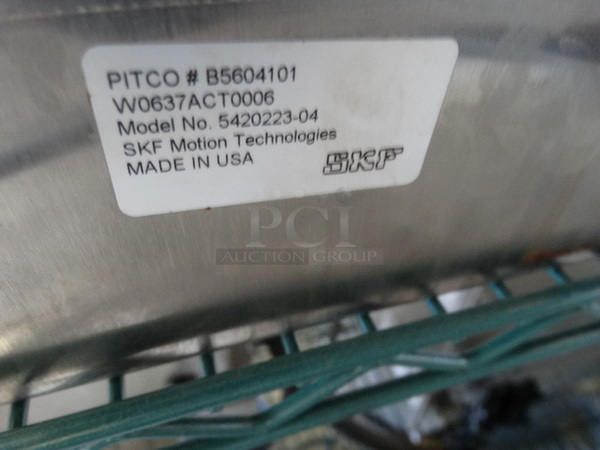 PITCO # B5604101
W0637ACT0006
Model No. 5420223-04
SKF Motion Technologies
MADE IN USA
SKF
PCI
AUCTION GROUP